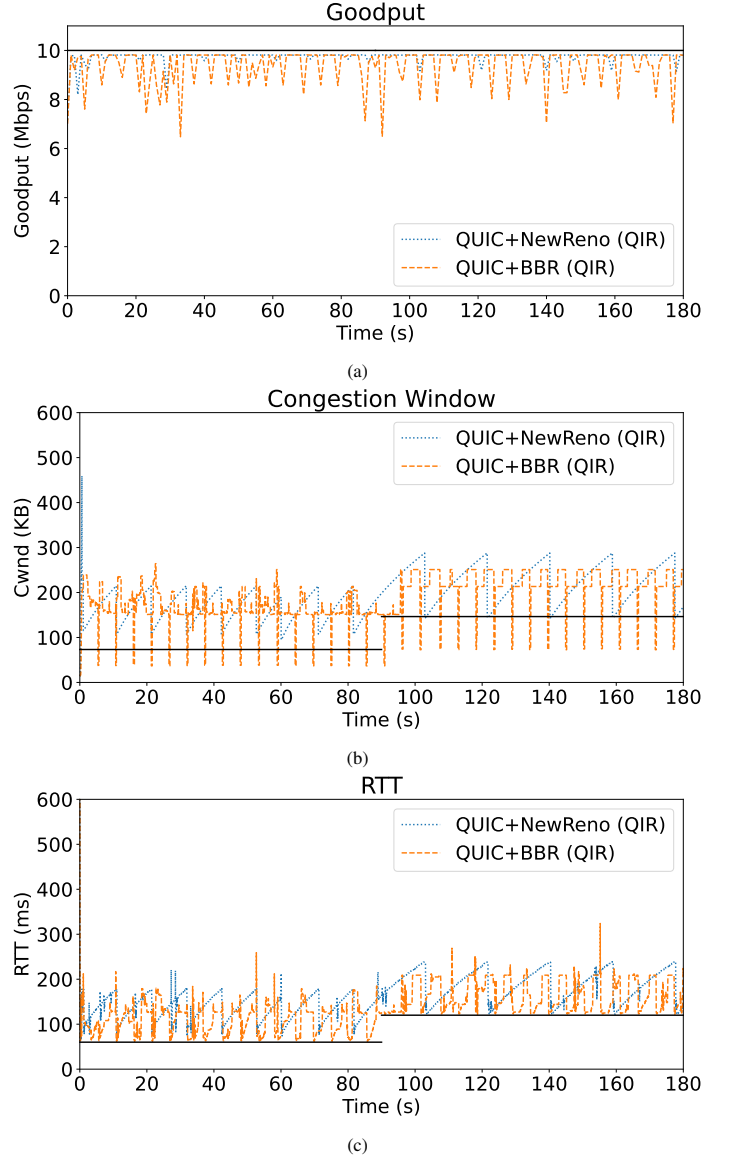 Goodput
10
8
6
4
2
0
Goodput (Mbps)
QUIC+NewReno (QIR)
QUIC+BBR (QIR)
0 20 40 60 80 100 120 140 160 180
Time (s)
(a)
Congestion Window
600
500
400
300
200
100
0
Cwnd (KB)
QUIC+NewReno (QIR)
QUIC+BBR (QIR)
0 20 40 60 80 100 120 140 160 180
Time (s)
(b)
RTT
600
500
400
300
200
100
0
RTT (ms)
QUIC+NewReno (QIR)
QUIC+BBR (QIR)
0 20 40 60 80 100 120 140 160 180
Time (s)
(c)